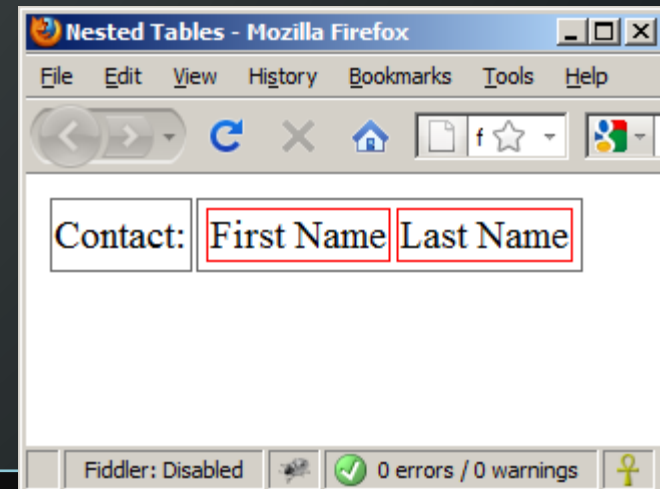 Nested Tables - Mozilla Firefox
File Edit View History Bookmarks Tools Help
f
Contact: First Name Last Name
Fiddler: Disabled 0 errors / 0 warnings